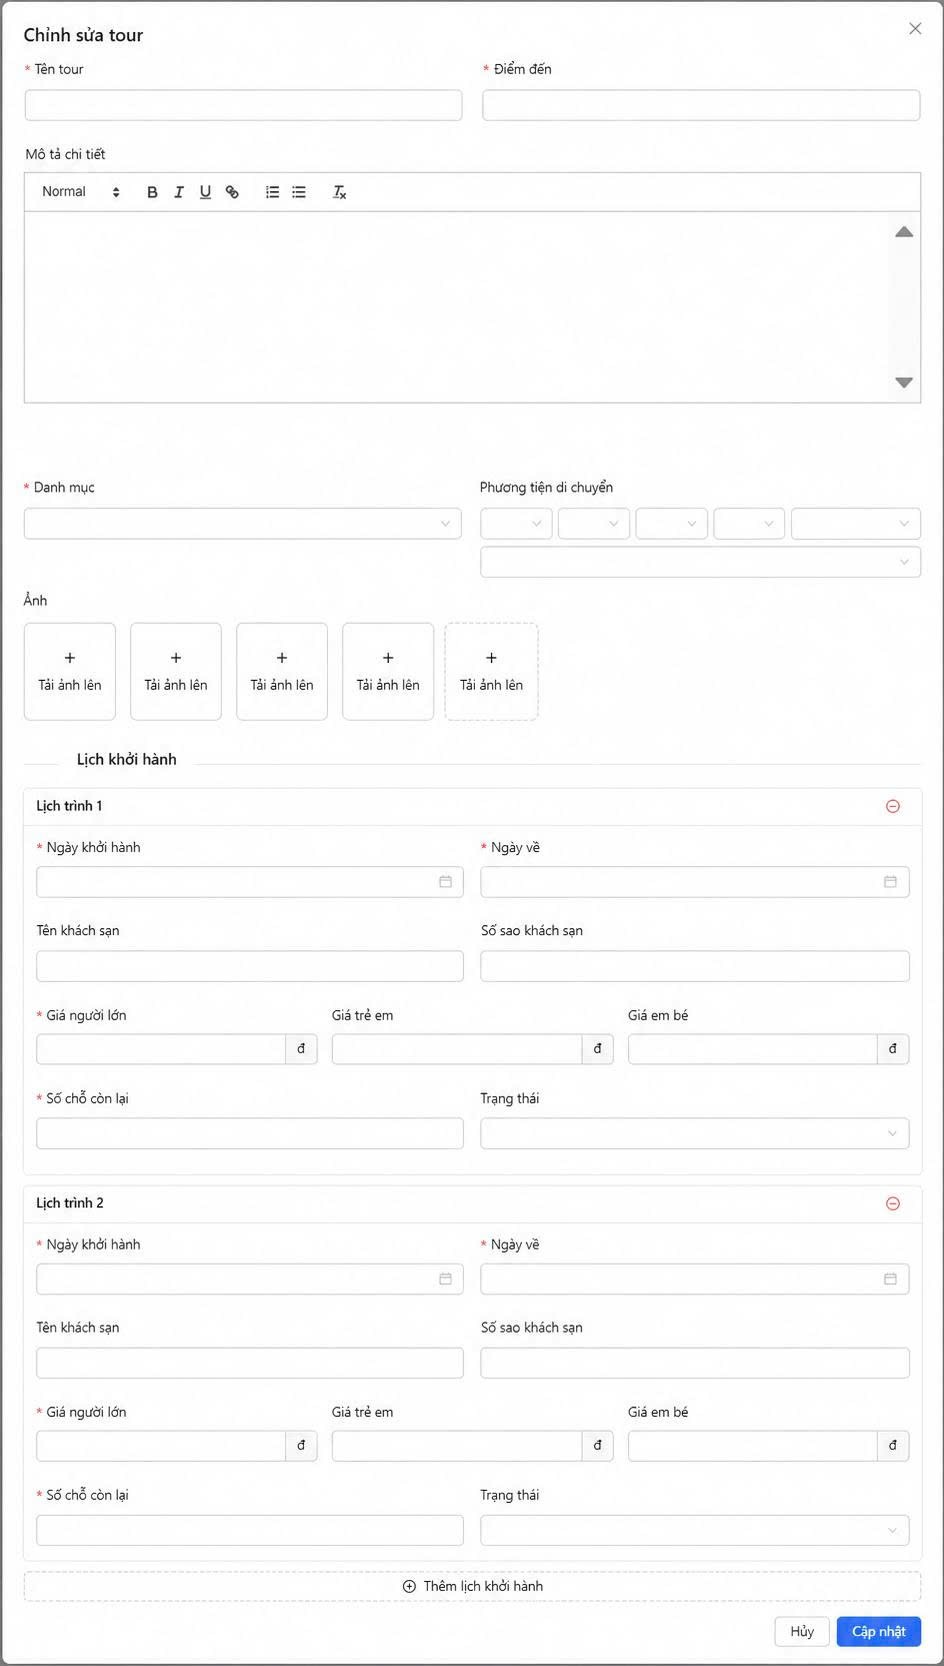 Chỉnh sửa tour
* Tên tour
* Điểm đến
Mô tả chi tiết
Normal B I U Tx
* Danh mục
Phương tiện di chuyển
Ảnh
+ + + + +
Tải ảnh lên Tải ảnh lên Tải ảnh lên Tải ảnh lên Tải ảnh lên
Lịch khởi hành
Lịch trình 1
* Ngày khởi hành
* Ngày về
Tên khách sạn
Số sao khách sạn
* Giá người lớn
Giá trẻ em
Giá em bé
đ đ đ
* Số chỗ còn lại
Trạng thái
Lịch trình 2
* Ngày khởi hành
* Ngày về
Tên khách sạn
Số sao khách sạn
* Giá người lớn
Giá trẻ em
Giá em bé
đ đ đ
* Số chỗ còn lại
Trạng thái
Thêm lịch khởi hành
Hủy
Cập nhật